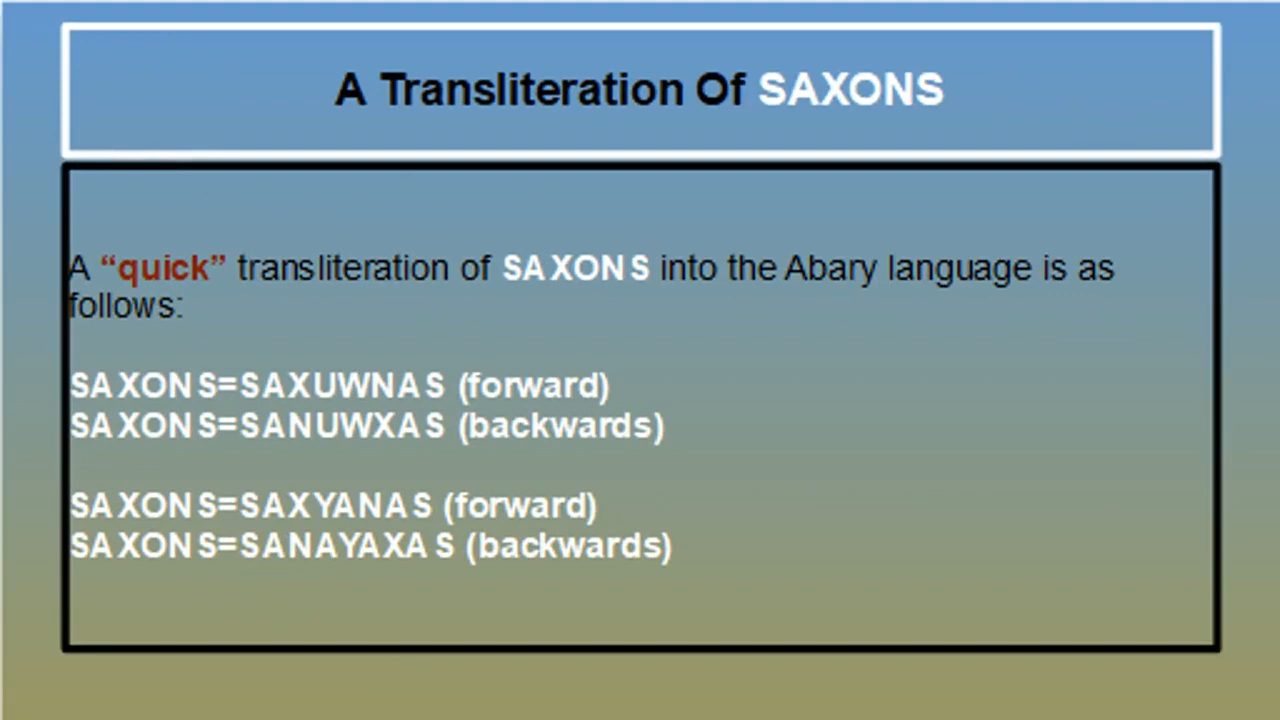 A Transliteration Of SAXONS
A “quick” transliteration of SAXONS into the Abary language is as
follows:
SAXONS=SAXUWNAS (forward)
SAXONS=SANUWXAS (backwards)
SAXONS=SAXYANAS (forward)
SAXONS=SANAYAXAS (backwards)